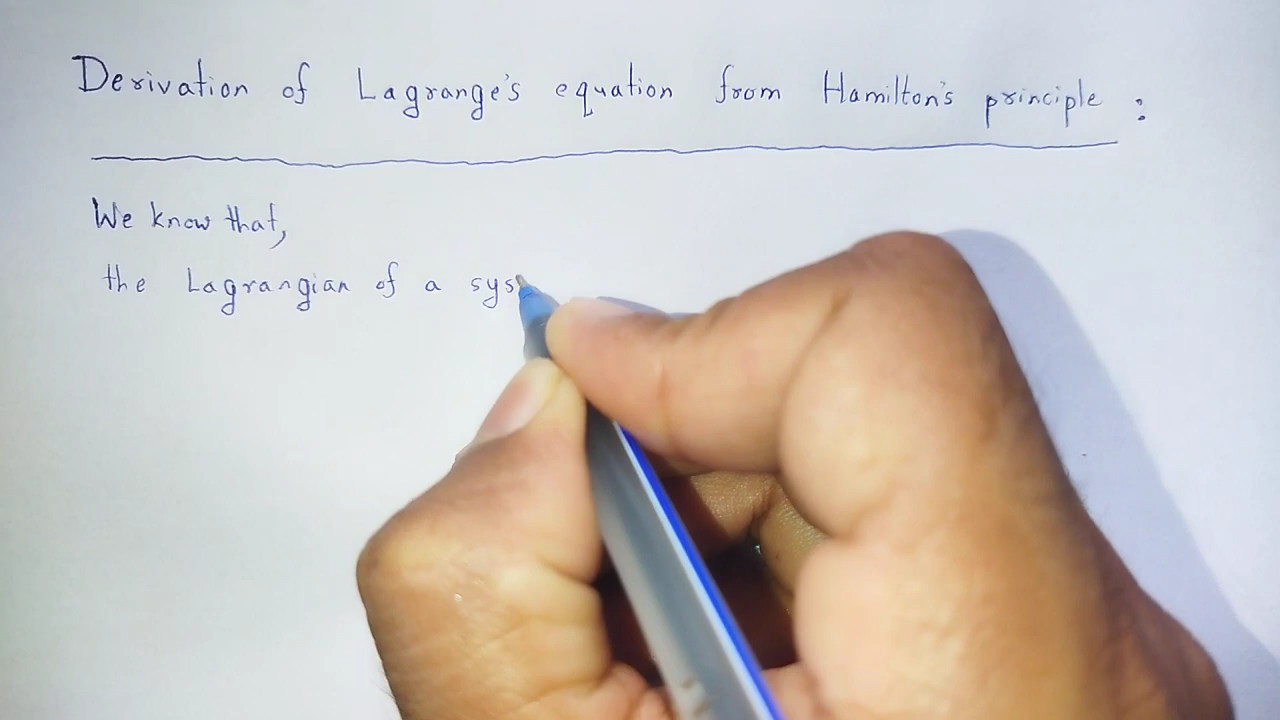 Derivation of Lagrange's equation from Hamilton's principle :
We know that,
the Lagrangian of a sys